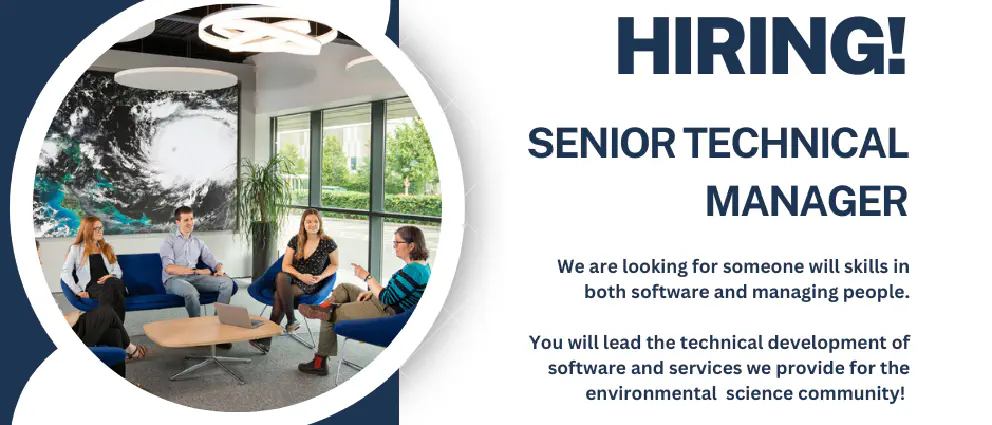 HIRING!
SENIOR TECHNICAL
MANAGER
We are looking for someone will skills in
both software and managing people.
You will lead the technical development of
software and services we provide for the
environmental science community!